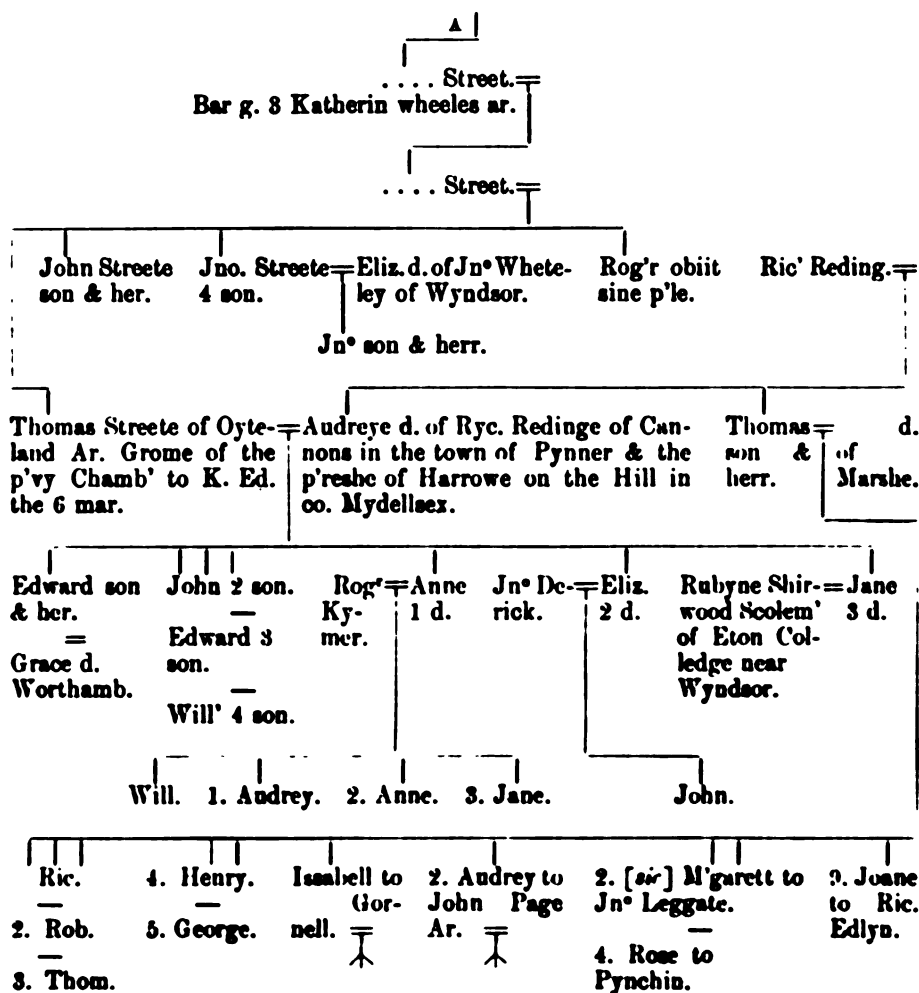 A
. . . . Street.=
Bar g. 3 Katherin wheeles ar.
. . . . Street.=
John Streete
son & her.
Jno. Streete=Eliz. d. of Jnº Whete-
4 son. ley of Wyndsor.
Rog'r obiit
sine p'le.
Ric' Reding.=
Jnº son & herr.
Thomas Streete of Oyte-
land Ar. Grome of the
p'vy Chamb' to K. Ed.
the 6 mar.
=Audreye d. of Ryc. Redinge of Can-
nons in the town of Pynner & the
p'reshe of Harrowe on the Hill in
co. Mydellsex.
Thomas= d.
son & of
herr. Marshe.
Edward son
& her.
=
Grace d.
Worthamb.
John 2 son.
—
Edward 3
son.
—
Will' 4 son.
Rogr =Anne
Ky- 1 d.
mer.
Jnº De-=Eliz.
rick. 2 d.
Rubyne Shir-=Jane
wood Scolem' 3 d.
of Eton Col-
ledge near
Wyndsor.
Will. 1. Audrey. 2. Anne. 3. Jane.
John.
Ric.
—
2. Rob.
—
3. Thom.
4. Henry.
—
5. George.
Issabell to
Gor-
nell. =
2. Audrey to
John Page
Ar. =
2. [sic] M'garett to
Jnº Leggate.
—
4. Rose to
Pynchin.
Joane
to Ric.
Edlyn.